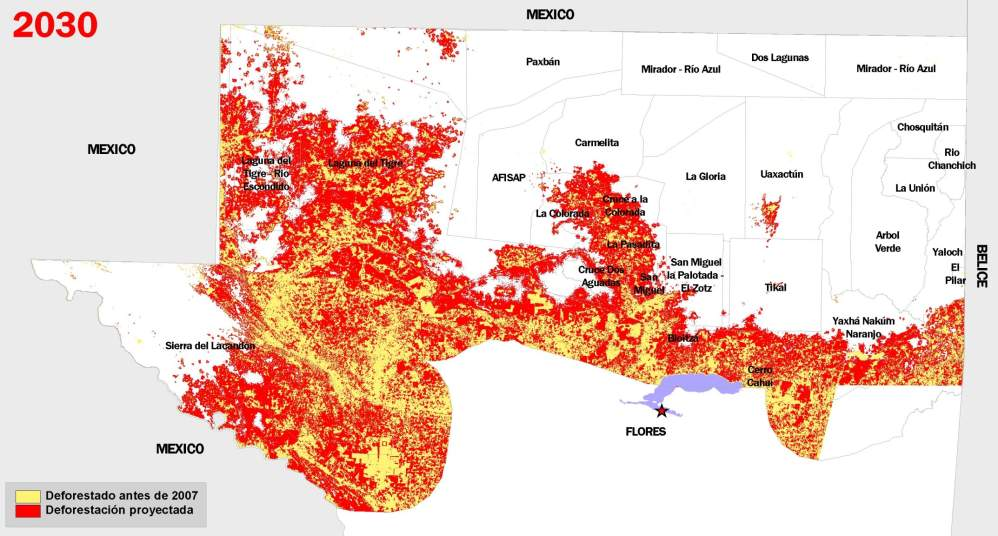 2030
MEXICO
Paxbán
Mirador - Río Azul
Dos Lagunas
Mirador - Río Azul
MEXICO
Carmelita
Chosquitán
Rio
Chanchich
Laguna del
Tigre - Rio
Escondido
Laguna del Tigre
AFISAP
La Gloria
Uaxactún
La Unión
Cruce a la
Colorada
La Colorada
Arbol
Verde
La Pasadita
Yaloch
El
Pilar
BELICE
Cruce Dos
Aguadas
San
Miguel
San Miguel
la Palotada -
El Zotz
Tikal
Yaxhá Nakúm
Naranjo
Sierra del Lacandón
Bioitzá
Cerro
Cahuí
FLORES
MEXICO
Deforestado antes de 2007
Deforestación proyectada